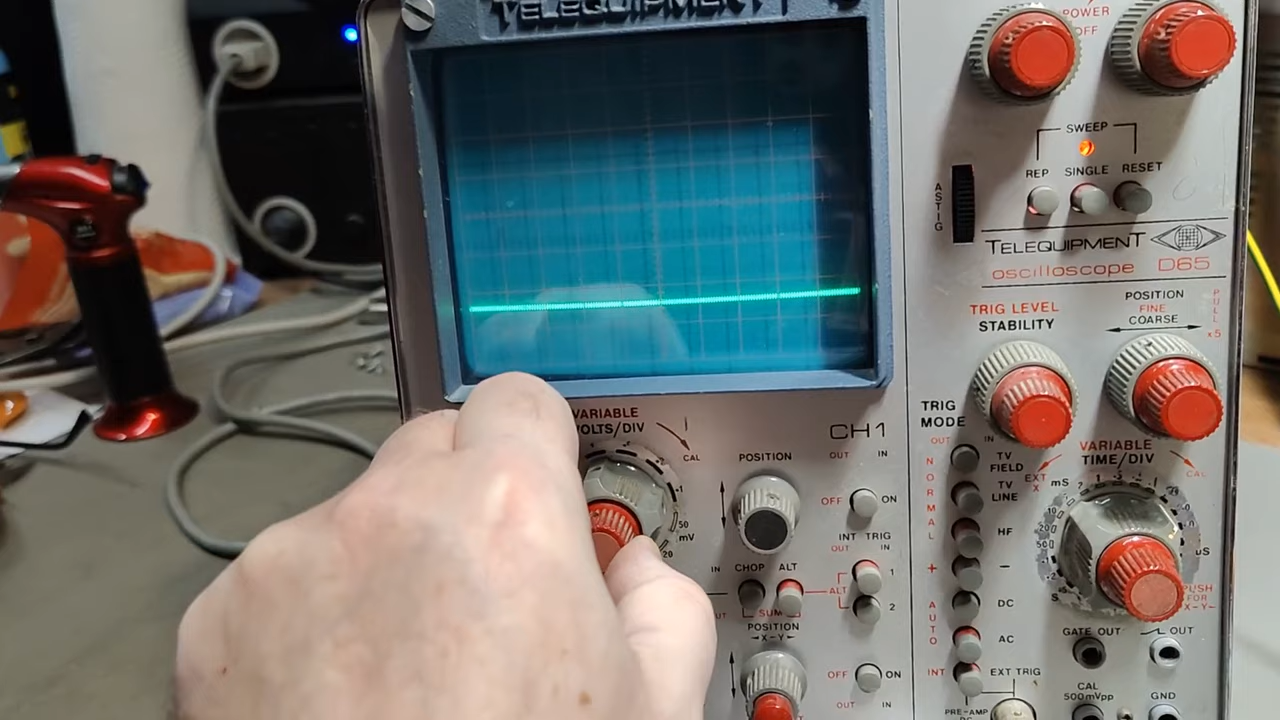 TELEQUIPMENT
POWER
OFF
SWEEP
REP SINGLE RESET
ASTIG
TELEQUIPMENT
oscilloscope D65
TRIG LEVEL
STABILITY
POSITION
FINE
COARSE
PULL x5
VARIABLE
VOLTS/DIV
CAL
.1
50
mV
20
CH1
POSITION
OUT IN
OFF ON
INT TRIG
OUT IN
IN CHOP ALT
ALT 1
2
SUM
POSITION
X-Y
OFF ON
OUT IN
TRIG
MODE
OUT IN
NORMAL
TV
FIELD
TV
LINE
HF
+ -
AUTO
DC
AC
INT EXT TRIG
VARIABLE
TIME/DIV
CAL
EXT
X
mS
uS
S
PUSH
FOR
X-Y
GATE OUT OUT
CAL
500mVpp
GND
PRE-AMP